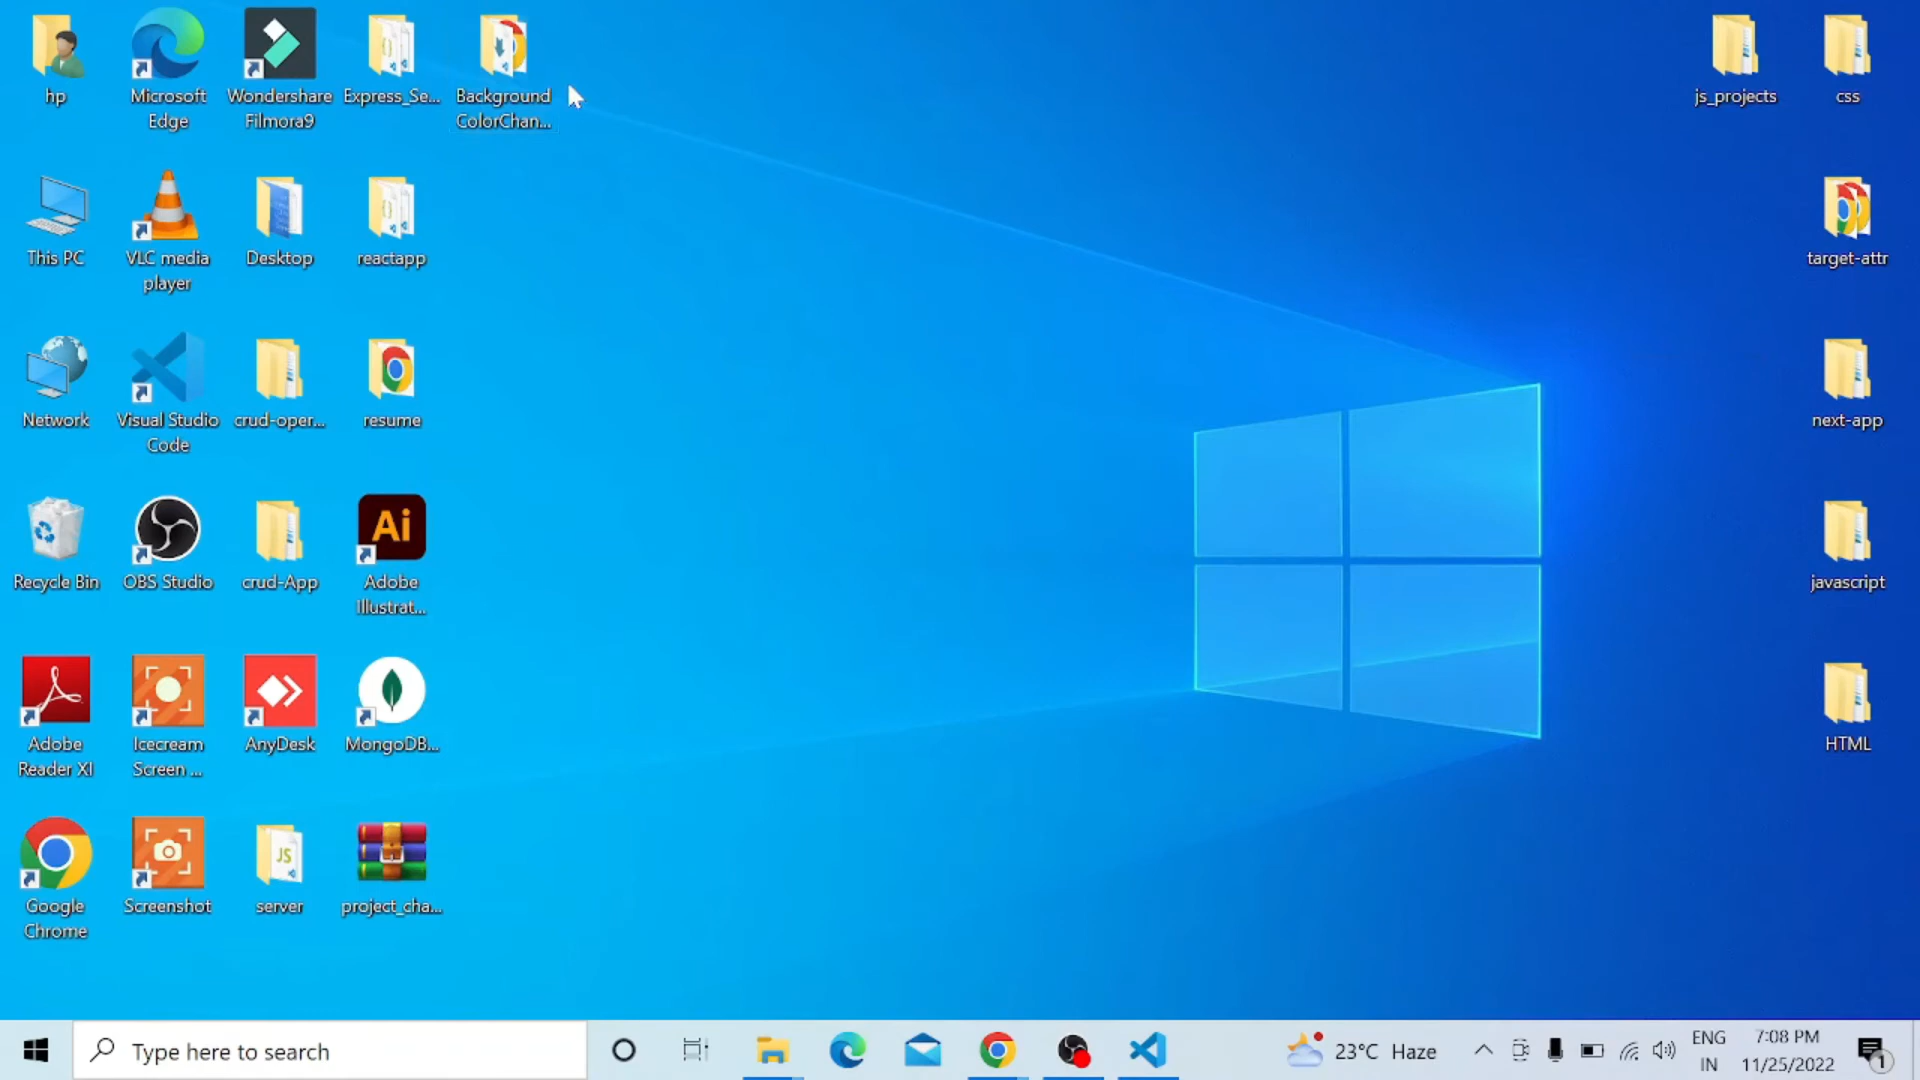 hp
Microsoft
Edge
Wondershare
Filmora9
Express_Se...
Background
ColorChan...
js_projects
css
This PC
VLC media
player
Desktop
reactapp
target-attr
Network
Visual Studio
Code
crud-oper...
resume
next-app
Recycle Bin
OBS Studio
crud-App
Ai
Adobe
Illustrat...
javascript
Adobe
Reader XI
Icecream
Screen ...
AnyDesk
MongoDB...
HTML
Google
Chrome
Screenshot
JS
server
project_cha...
Type here to search
23°C Haze
ENG
IN
7:08 PM
11/25/2022
1